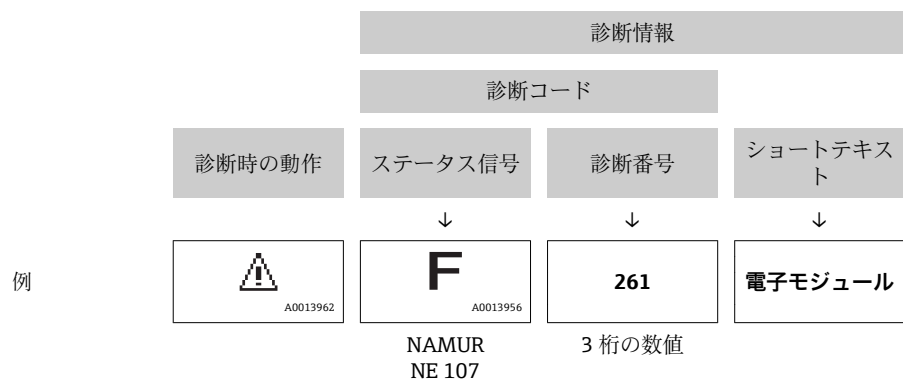 診断情報
診断コード
診断時の動作
ステータス信号
診断番号
ショートテキス
ト
↓
↓
↓
例
A0013962
F
A0013956
261
電子モジュール
NAMUR
NE 107
3 桁の数値